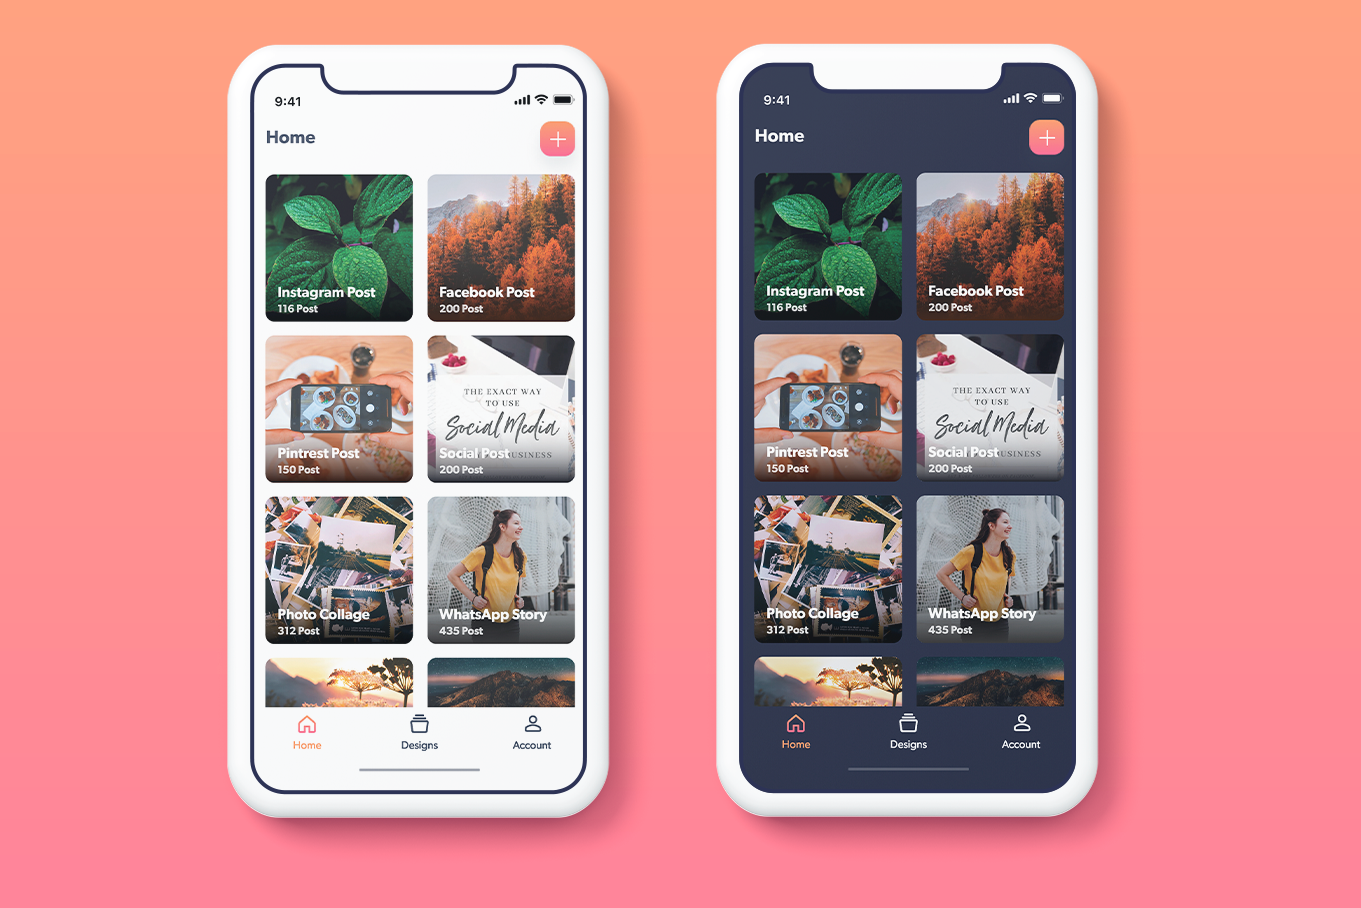 9:41
Home
Instagram Post
116 Post
Facebook Post
200 Post
THE EXACT WAY
TO USE
Social Media
BUSINESS
Pintrest Post
150 Post
Social Post
200 Post
Photo Collage
312 Post
WhatsApp Story
435 Post
Home
Designs
Account
9:41
Home
Instagram Post
116 Post
Facebook Post
200 Post
THE EXACT WAY
TO USE
Social Media
BUSINESS
Pintrest Post
150 Post
Social Post
200 Post
Photo Collage
312 Post
WhatsApp Story
435 Post
Home
Designs
Account